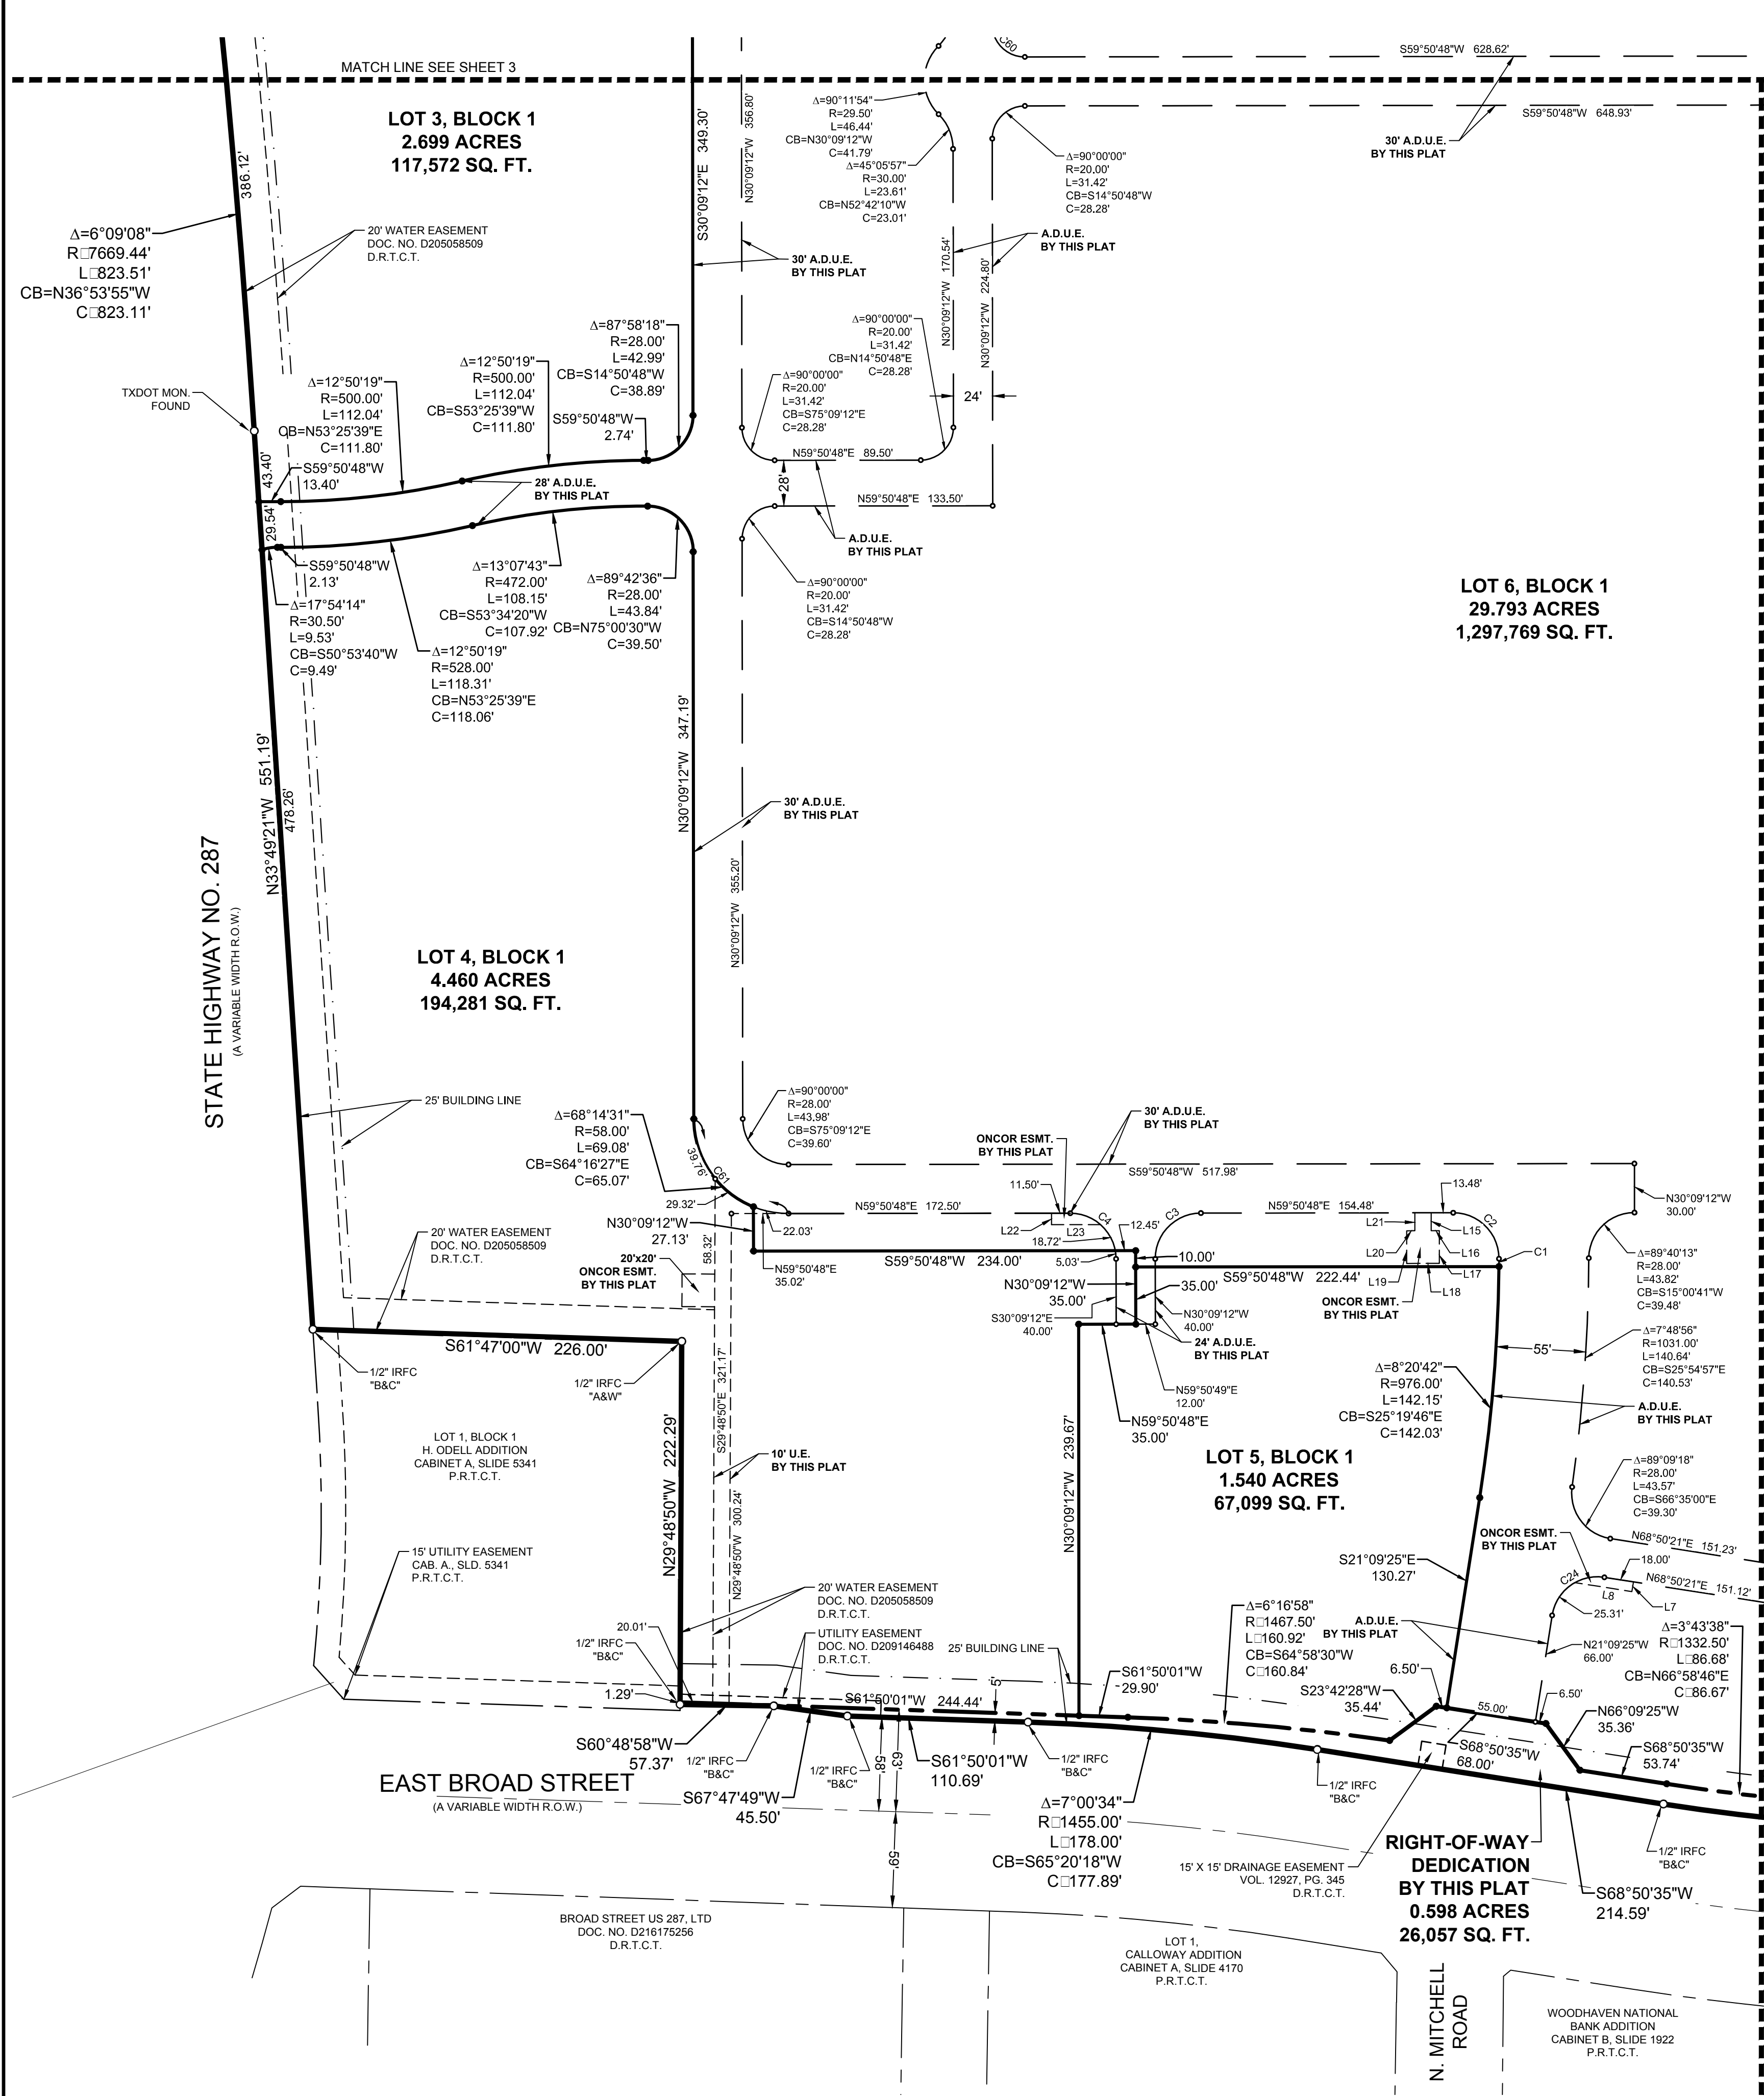 MATCH LINE SEE SHEET 3
C60
S59°50'48"W 628.62'
S59°50'48"W 648.93'
30' A.D.U.E.
BY THIS PLAT
LOT 3, BLOCK 1
2.699 ACRES
117,572 SQ. FT.
386.12'
Δ=6°09'08"
R□7669.44'
L□823.51'
CB=N36°53'55"W
C□823.11'
20' WATER EASEMENT
DOC. NO. D205058509
D.R.T.C.T.
S30°09'12"E 349.30'
N30°09'12"W 356.80'
Δ=90°11'54"
R=29.50'
L=46.44'
CB=N30°09'12"W
C=41.79'
Δ=45°05'57"
R=30.00'
L=23.61'
CB=N52°42'10"W
C=23.01'
Δ=90°00'00"
R=20.00'
L=31.42'
CB=S14°50'48"W
C=28.28'
A.D.U.E.
BY THIS PLAT
30' A.D.U.E.
BY THIS PLAT
N30°09'12"W 170.54'
N30°09'12"W 224.80'
24'
TXDOT MON.
FOUND
Δ=12°50'19"
R=500.00'
L=112.04'
CB=N53°25'39"E
C=111.80'
Δ=12°50'19"
R=500.00'
L=112.04'
CB=S53°25'39"W
C=111.80'
Δ=87°58'18"
R=28.00'
L=42.99'
CB=S14°50'48"W
C=38.89'
S59°50'48"W
2.74'
Δ=90°00'00"
R=20.00'
L=31.42'
CB=N14°50'48"E
C=28.28'
Δ=90°00'00"
R=20.00'
L=31.42'
CB=S75°09'12"E
C=28.28'
43.40'
S59°50'48"W
13.40'
28' A.D.U.E.
BY THIS PLAT
N59°50'48"E 89.50'
28'
N59°50'48"E 133.50'
A.D.U.E.
BY THIS PLAT
29.54'
S59°50'48"W
2.13'
Δ=17°54'14"
R=30.50'
L=9.53'
CB=S50°53'40"W
C=9.49'
Δ=13°07'43"
R=472.00'
L=108.15'
CB=S53°34'20"W
C=107.92'
Δ=89°42'36"
R=28.00'
L=43.84'
CB=N75°00'30"W
C=39.50'
Δ=90°00'00"
R=20.00'
L=31.42'
CB=S14°50'48"W
C=28.28'
Δ=12°50'19"
R=528.00'
L=118.31'
CB=N53°25'39"E
C=118.06'
LOT 6, BLOCK 1
29.793 ACRES
1,297,769 SQ. FT.
N33°49'21"W 551.19'
478.26'
N30°09'12"W 347.19'
30' A.D.U.E.
BY THIS PLAT
N30°09'12"W 355.20'
STATE HIGHWAY NO. 287
(A VARIABLE WIDTH R.O.W.)
LOT 4, BLOCK 1
4.460 ACRES
194,281 SQ. FT.
25' BUILDING LINE
Δ=68°14'31"
R=58.00'
L=69.08'
CB=S64°16'27"E
C=65.07'
Δ=90°00'00"
R=28.00'
L=43.98'
CB=S75°09'12"E
C=39.60'
39.76'
C61
29.32'
N30°09'12"W
27.13'
22.03'
N59°50'48"E 172.50'
N59°50'48"E
35.02'
58.32'
20'x20'
ONCOR ESMT.
BY THIS PLAT
ONCOR ESMT.
BY THIS PLAT
30' A.D.U.E.
BY THIS PLAT
S59°50'48"W 517.98'
11.50'
L22
L23
C4
18.72'
12.45'
C3
N59°50'48"E 154.48'
13.48'
L21
L15
C2
L20
L16
L19
L17
L18
C1
N30°09'12"W
30.00'
S59°50'48"W 234.00'
5.03'
10.00'
S59°50'48"W 222.44'
ONCOR ESMT.
BY THIS PLAT
N30°09'12"W
35.00'
35.00'
S30°09'12"E
40.00'
N30°09'12"W
40.00'
24' A.D.U.E.
BY THIS PLAT
N59°50'49"E
12.00'
N59°50'48"E
35.00'
Δ=89°40'13"
R=28.00'
L=43.82'
CB=S15°00'41"W
C=39.48'
55'
Δ=7°48'56"
R=1031.00'
L=140.64'
CB=S25°54'57"E
C=140.53'
Δ=8°20'42"
R=976.00'
L=142.15'
CB=S25°19'46"E
C=142.03'
A.D.U.E.
BY THIS PLAT
20' WATER EASEMENT
DOC. NO. D205058509
D.R.T.C.T.
S61°47'00"W 226.00'
1/2" IRFC
"B&C"
1/2" IRFC
"A&W"
LOT 1, BLOCK 1
H. ODELL ADDITION
CABINET A, SLIDE 5341
P.R.T.C.T.
N29°48'50"W 222.29'
S29°48'50"E 321.17'
N29°48'50"W 300.24'
10' U.E.
BY THIS PLAT
N30°09'12"W 239.67'
LOT 5, BLOCK 1
1.540 ACRES
67,099 SQ. FT.
Δ=89°09'18"
R=28.00'
L=43.57'
CB=S66°35'00"E
C=39.30'
ONCOR ESMT.
BY THIS PLAT
N68°50'21"E 151.23'
18.00'
N68°50'21"E 151.12'
C24
L8
L7
25.31'
S21°09'25"E
130.27'
N21°09'25"W
66.00'
15' UTILITY EASEMENT
CAB. A., SLD. 5341
P.R.T.C.T.
20' WATER EASEMENT
DOC. NO. D205058509
D.R.T.C.T.
UTILITY EASEMENT
DOC. NO. D209146488
D.R.T.C.T.
25' BUILDING LINE
20.01'
1/2" IRFC
"B&C"
1.29'
S61°50'01"W 244.44'
5'
S61°50'01"W
29.90'
Δ=6°16'58"
R□1467.50'
L□160.92'
CB=S64°58'30"W
C□160.84'
A.D.U.E.
BY THIS PLAT
6.50'
S23°42'28"W
35.44'
55.00'
6.50'
Δ=3°43'38"
R□1332.50'
L□86.68'
CB=N66°58'46"E
C□86.67'
N66°09'25"W
35.36'
S68°50'35"W
68.00'
S68°50'35"W
53.74'
S60°48'58"W
57.37'
1/2" IRFC
"B&C"
S67°47'49"W
45.50'
1/2" IRFC
"B&C"
58'
63'
59'
S61°50'01"W
110.69'
1/2" IRFC
"B&C"
1/2" IRFC
"B&C"
EAST BROAD STREET
(A VARIABLE WIDTH R.O.W.)
Δ=7°00'34"
R□1455.00'
L□178.00'
CB=S65°20'18"W
C□177.89'
15' X 15' DRAINAGE EASEMENT
VOL. 12927, PG. 345
D.R.T.C.T.
RIGHT-OF-WAY
DEDICATION
BY THIS PLAT
0.598 ACRES
26,057 SQ. FT.
1/2" IRFC
"B&C"
S68°50'35"W
214.59'
BROAD STREET US 287, LTD
DOC. NO. D216175256
D.R.T.C.T.
LOT 1,
CALLOWAY ADDITION
CABINET A, SLIDE 4170
P.R.T.C.T.
N. MITCHELL
ROAD
WOODHAVEN NATIONAL
BANK ADDITION
CABINET B, SLIDE 1922
P.R.T.C.T.